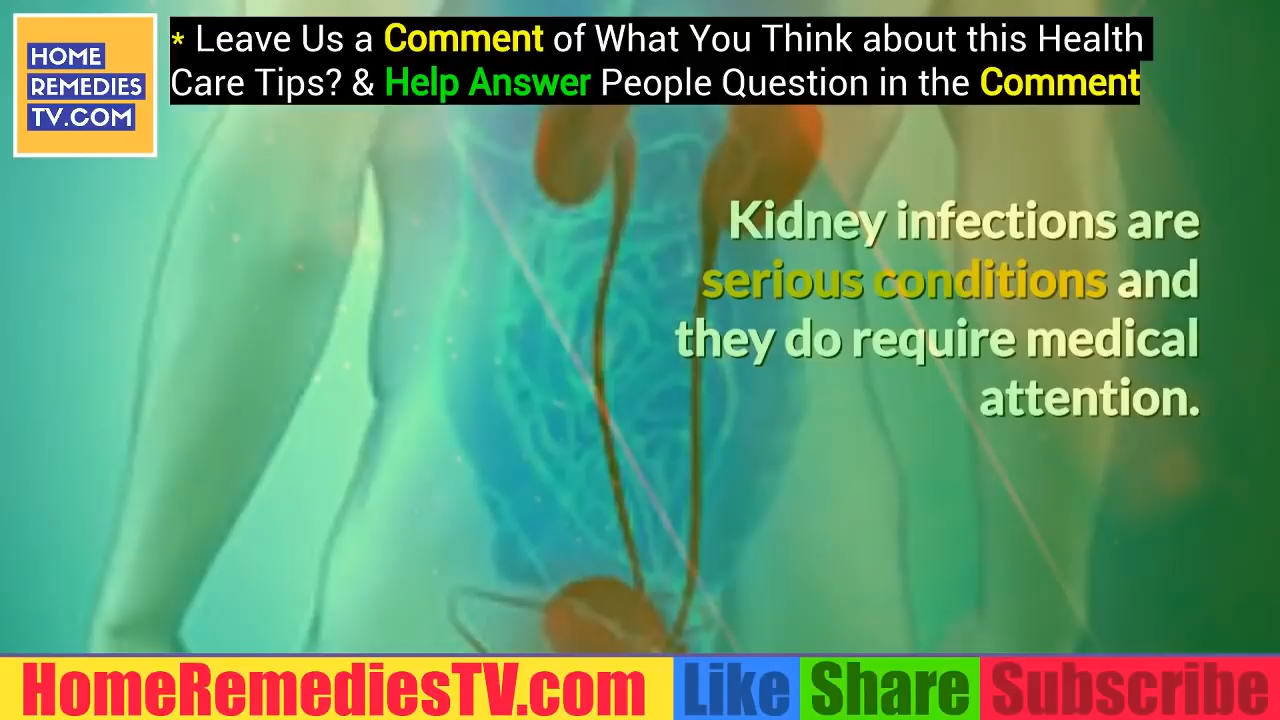 HOME
REMEDIES
TV.COM
* Leave Us a Comment of What You Think about this Health
Care Tips? & Help Answer People Question in the Comment
Kidney infections are
serious conditions and
they do require medical
attention.
HomeRemediesTV.com Like Share Subscribe